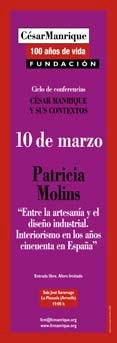 César Manrique
100 años de vida
FUNDACIÓN
Ciclo de conferencias
CÉSAR MANRIQUE
Y SUS CONTEXTOS
10 de marzo
Patricia
Molins
“Entre la artesanía y el
diseño industrial.
Interiorismo en los años
cincuenta en España”
Entrada libre. Aforo limitado
Sala José Saramago
La Plazuela (Arrecife)
19:00 h
fcm@fcmanrique.org
www.fcmanrique.org